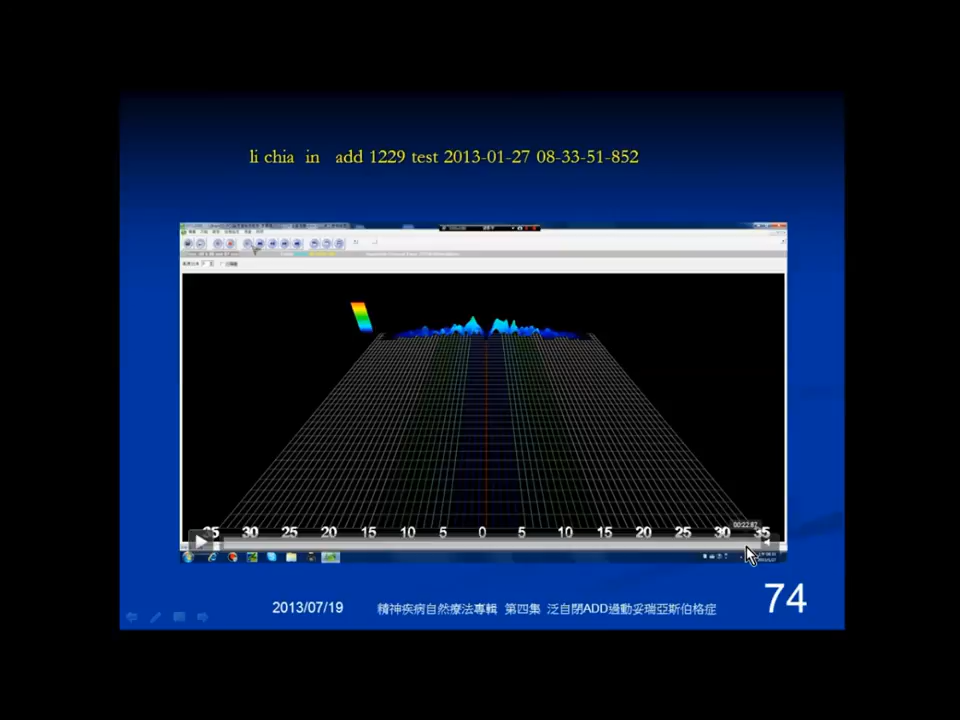 li chia in add 1229 test 2013-01-27 08-33-51-852
35 30 25 20 15 10 5 0 5 10 15 20 25 30 35
00:22.87
2013/07/19 精神疾病自然療法專輯 第四集 泛自閉ADD過動妥瑞亞斯伯格症 74